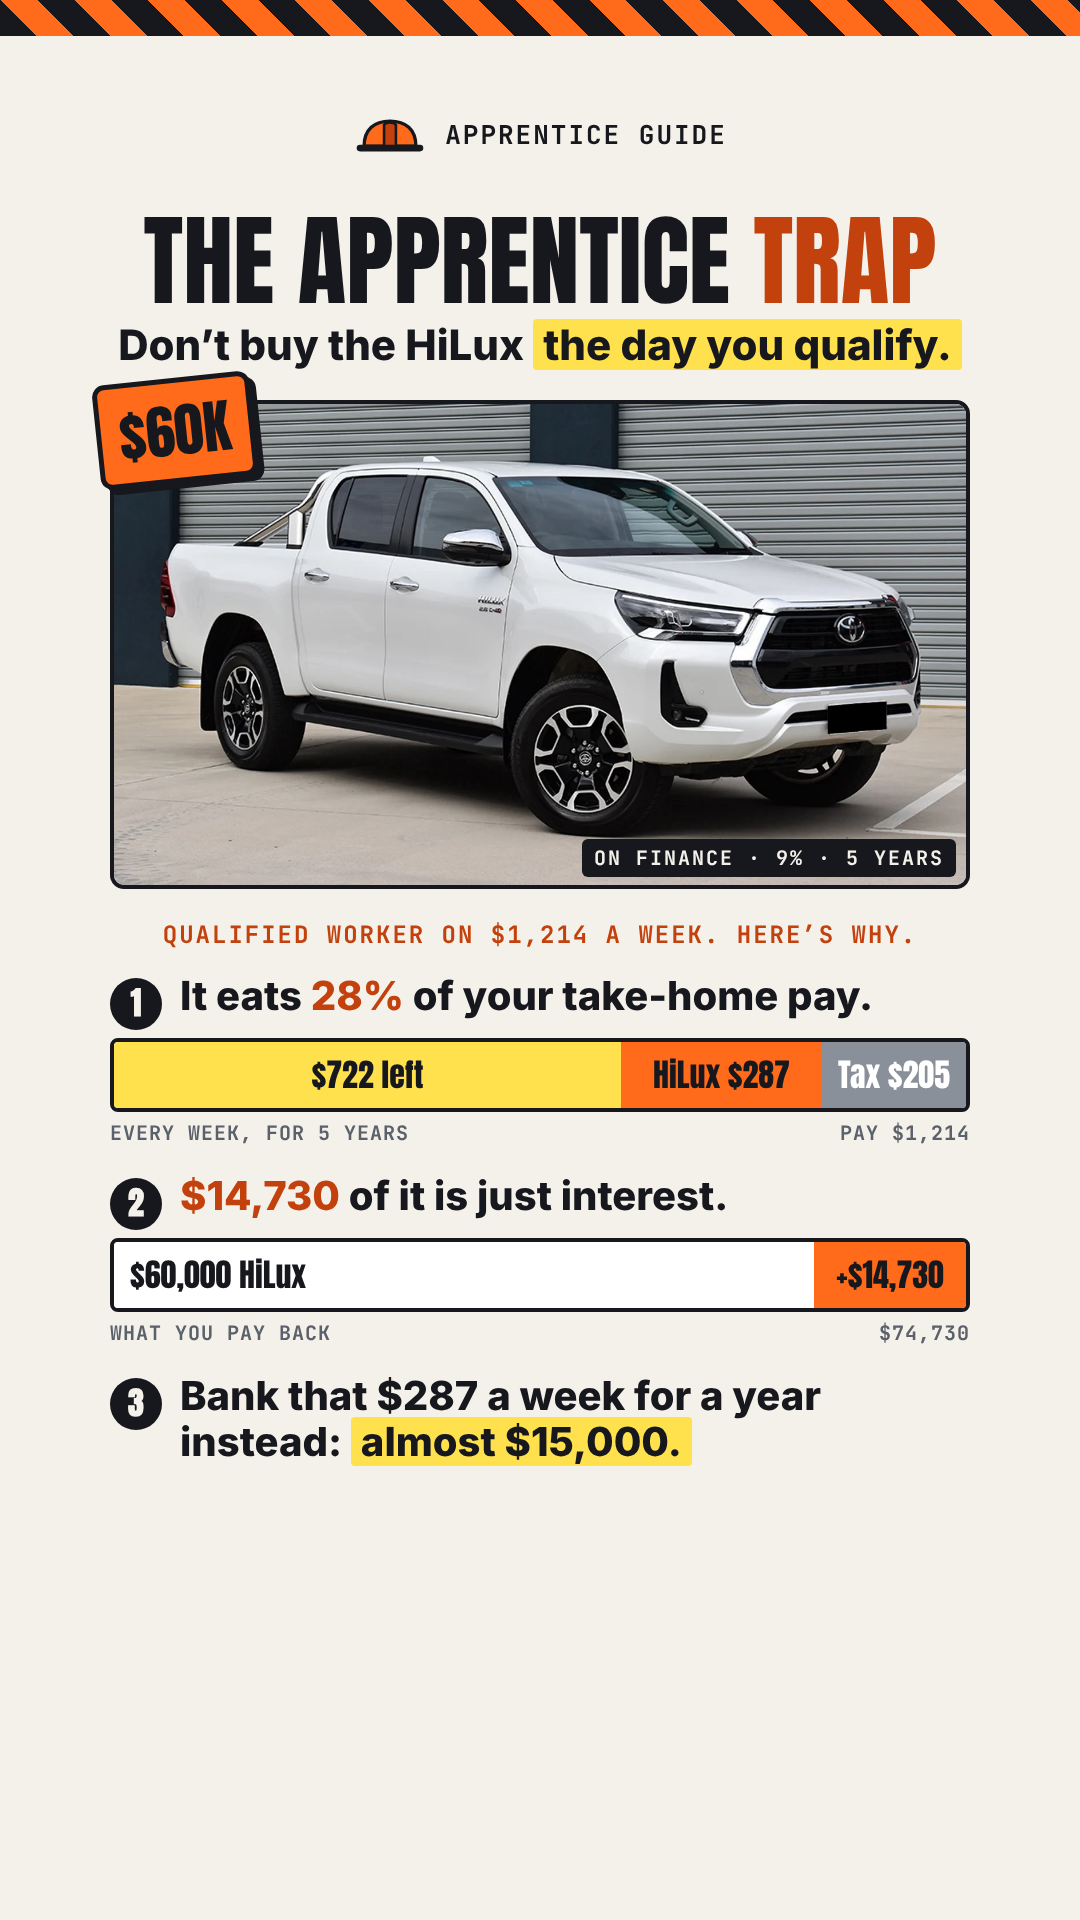 APPRENTICE GUIDE
THE APPRENTICE TRAP
Don’t buy the HiLux the day you qualify.
$60K
HILUX
ON FINANCE · 9% · 5 YEARS
QUALIFIED WORKER ON $1,214 A WEEK. HERE’S WHY.
1 It eats 28% of your take-home pay.
$722 left HiLux $287 Tax $205
EVERY WEEK, FOR 5 YEARS PAY $1,214
2 $14,730 of it is just interest.
$60,000 HiLux +$14,730
WHAT YOU PAY BACK $74,730
3 Bank that $287 a week for a year
instead: almost $15,000.